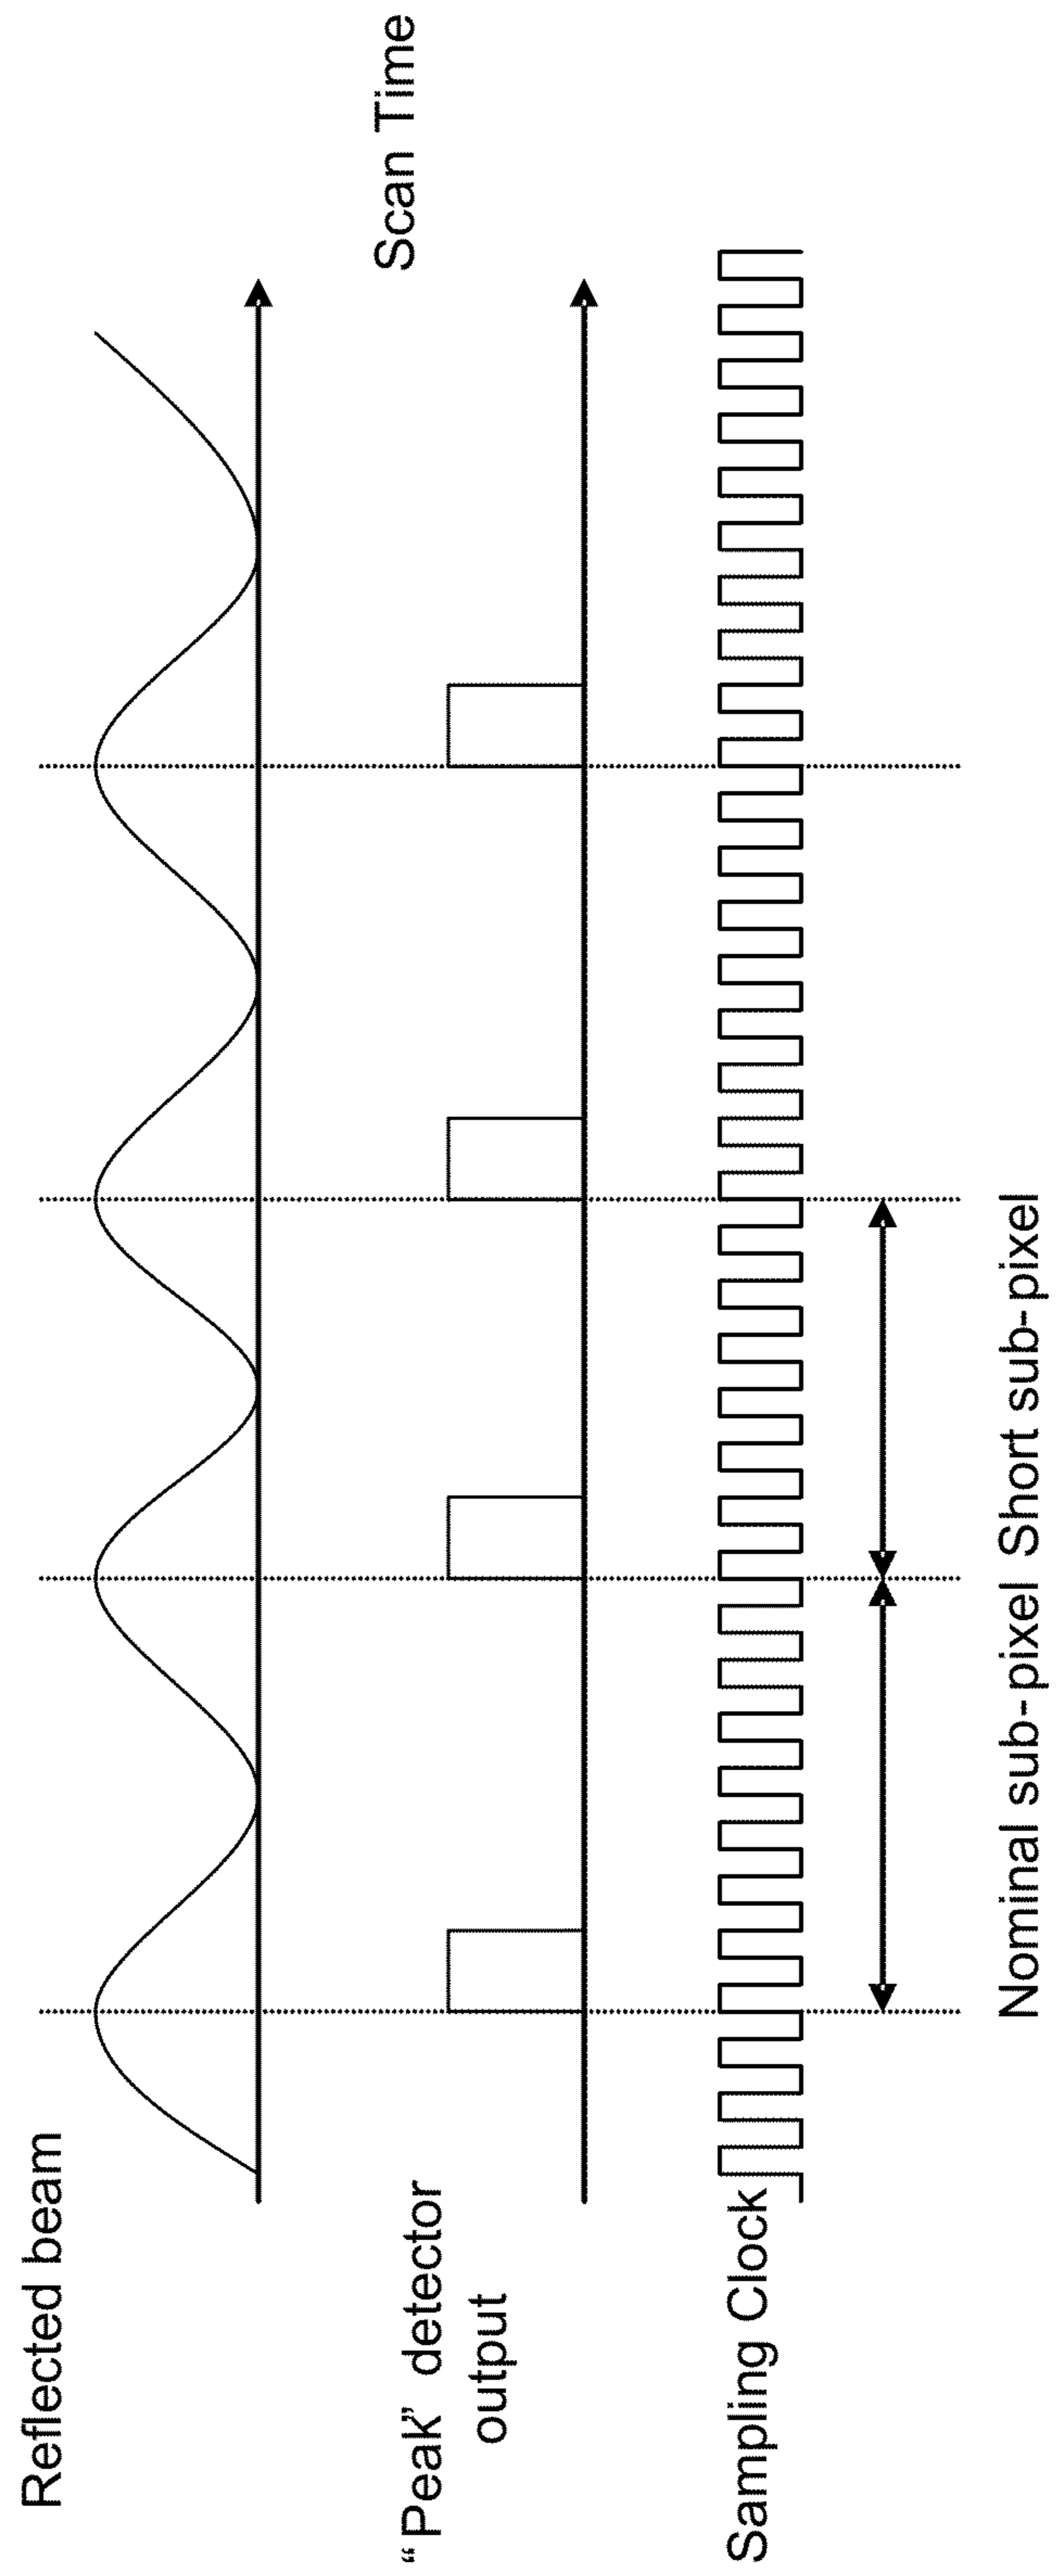 Reflected beam
Scan Time
“Peak” detector
output
Sampling Clock
Nominal sub-pixel Short sub-pixel